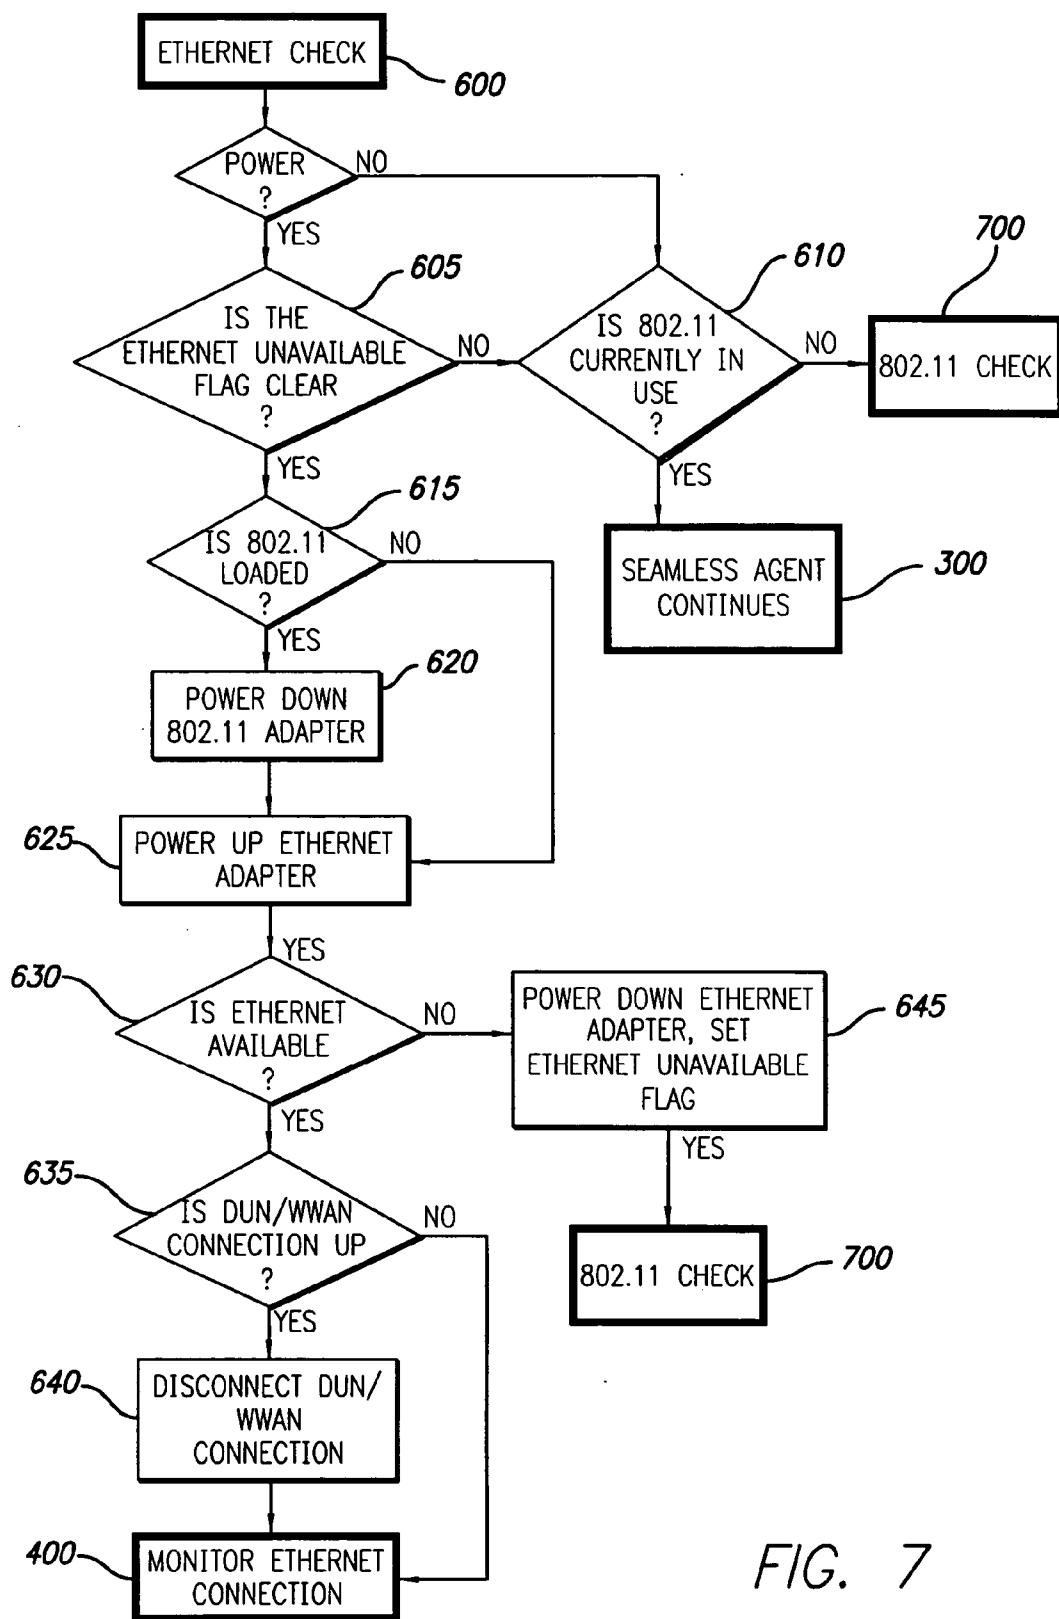 ETHERNET CHECK
600
POWER
?
NO
YES
605
610
700
IS THE
ETHERNET UNAVAILABLE
FLAG CLEAR
?
NO
IS 802.11
CURRENTLY IN
USE
?
NO
802.11 CHECK
YES
YES
615
IS 802.11
LOADED
?
NO
SEAMLESS AGENT
CONTINUES
300
YES
620
POWER DOWN
802.11 ADAPTER
625
POWER UP ETHERNET
ADAPTER
YES
630
IS ETHERNET
AVAILABLE
?
NO
POWER DOWN ETHERNET
ADAPTER, SET
ETHERNET UNAVAILABLE
FLAG
645
YES
YES
635
IS DUN/WWAN
CONNECTION UP
?
NO
802.11 CHECK
700
YES
640
DISCONNECT DUN/
WWAN
CONNECTION
400
MONITOR ETHERNET
CONNECTION
FIG. 7